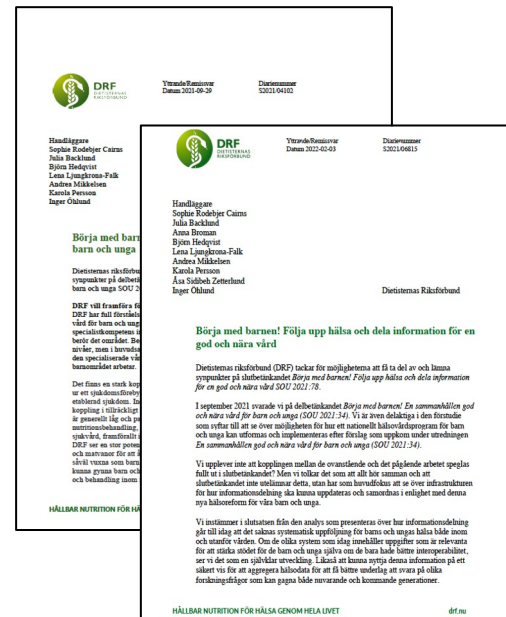 DRF
DIETISTERNAS
RIKSFÖRBUND
Yttrande/Remissvar
Datum 2021-09-29
Diarienummer
S2021/04102
Handläggare
Sophie Rodebjer Cairns
Julia Backlund
Björn Hedqvist
Lena Ljungkrona-Falk
Andrea Mikkelsen
Karola Persson
Inger Öhlund
Börja med barn
barn och unga
Dietisternas riksförbu
synpunkter på delbetä
barn och unga SOU 2
DRF vill framföra fö
DRF har full förståels
vård för barn och ung
specialistkompetens i
berör det området. Be
nivåer, men i huvudsa
den specialiserade vår
barnområdet arbetar.
Det finns en stark kop
ur ett sjukdomsföreby
etablerad sjukdom. In
koppling i tillräckligt
är generellt låg och pa
nutritionsbehandling,
sjukvård, framförallt i
DRF ser en stor poten
och matvanor för att å
såväl vuxna som barn
kunna gynna barn och
och behandling inom
HÅLLBAR NUTRITION FÖR HÄ
DRF
DIETISTERNAS
RIKSFÖRBUND
Yttrande/Remissvar
Datum 2022-02-03
Diarienummer
S2021/06815
Handläggare
Sophie Rodebjer Cairns
Julia Backlund
Anna Broman
Björn Hedqvist
Lena Ljungkrona-Falk
Andrea Mikkelsen
Karola Persson
Åsa Sidibeh Zetterlund
Inger Öhlund
Dietisternas Riksförbund
Börja med barnen! Följa upp hälsa och dela information för en
god och nära vård
Dietisternas riksförbund (DRF) tackar för möjligheterna att få ta del av och lämna
synpunkter på slutbetänkandet Börja med barnen! Följa upp hälsa och dela information
för en god och nära vård SOU 2021:78.
I september 2021 svarade vi på delbetänkandet Börja med barnen! En sammanhållen god
och nära vård för barn och unga (SOU 2021:34). Vi är även delaktiga i den förstudie
som syftar till att se över möjligheten för hur ett nationellt hälsovårdsprogram för barn
och unga kan utformas och implementeras efter förslag som uppkom under utredningen
En sammanhållen god och nära vård för barn och unga (SOU 2021:34).
Vi upplever inte att kopplingen mellan de ovanstående och det pågående arbetet speglas
fullt ut i slutbetänkandet? Men vi tolkar det som att allt hör samman och att
slutbetänkandet inte utelämnar detta, utan har som huvudfokus att se över infrastrukturen
för hur informationsdelning ska kunna uppdateras och samordnas i enlighet med denna
nya hälsoreform för våra barn och unga.
Vi instämmer i slutsatsen från den analys som presenteras över hur informationsdelning
går till idag att det saknas systematisk uppföljning för barns och ungas hälsa både inom
och utanför vården. Om de olika system som idag innehåller uppgifter som är relevanta
för att stärka stödet för de barn och unga själva om de bara hade bättre interoperabilitet,
ser vi det som en självklar utveckling. Likaså att kunna nyttja denna information på ett
säkert vis för att aggregera hälsodata för att få bättre underlag att svara på olika
forskningsfrågor som kan gagna både nuvarande och kommande generationer.
HÅLLBAR NUTRITION FÖR HÄLSA GENOM HELA LIVET
drf.nu